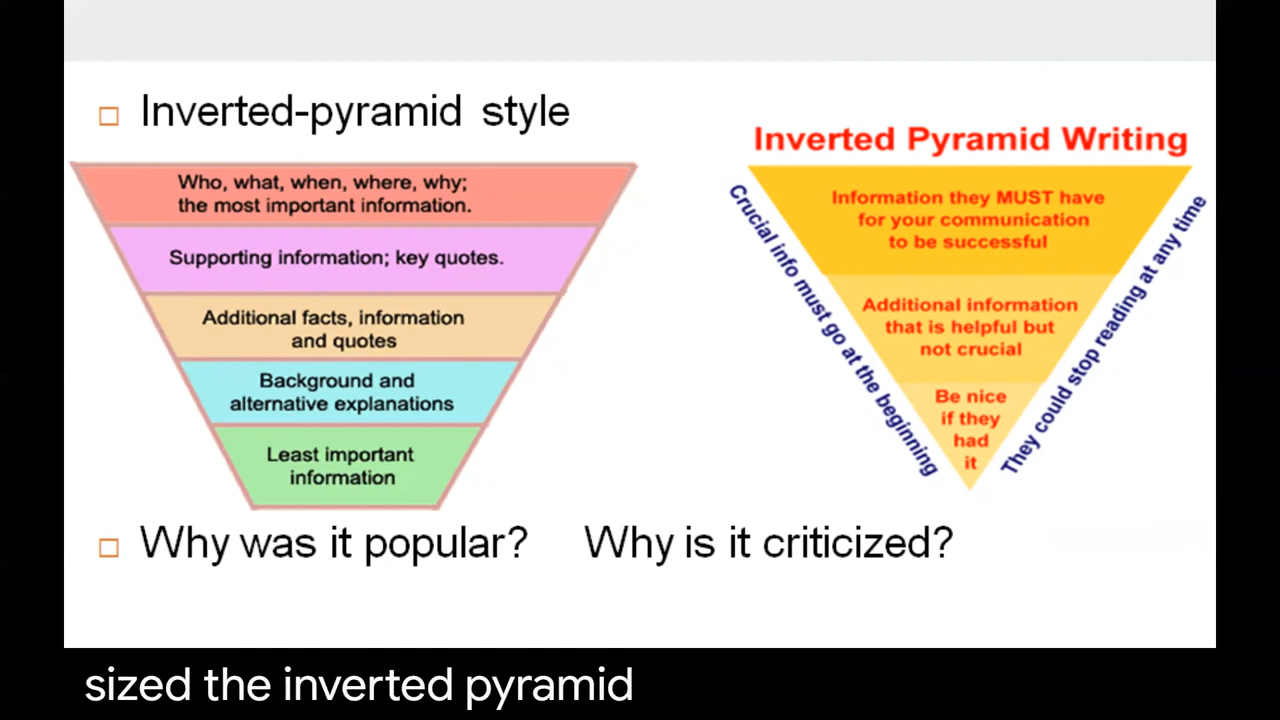 Inverted-pyramid style
Who, what, when, where, why;
the most important information.
Supporting information; key quotes.
Additional facts, information
and quotes
Background and
alternative explanations
Least important
information
Inverted Pyramid Writing
Information they MUST have
for your communication
to be successful
Additional information
that is helpful but
not crucial
Be nice
if they
had
it
Crucial info must go at the beginning
They could stop reading at any time
Why was it popular? Why is it criticized?
sized the inverted pyramid